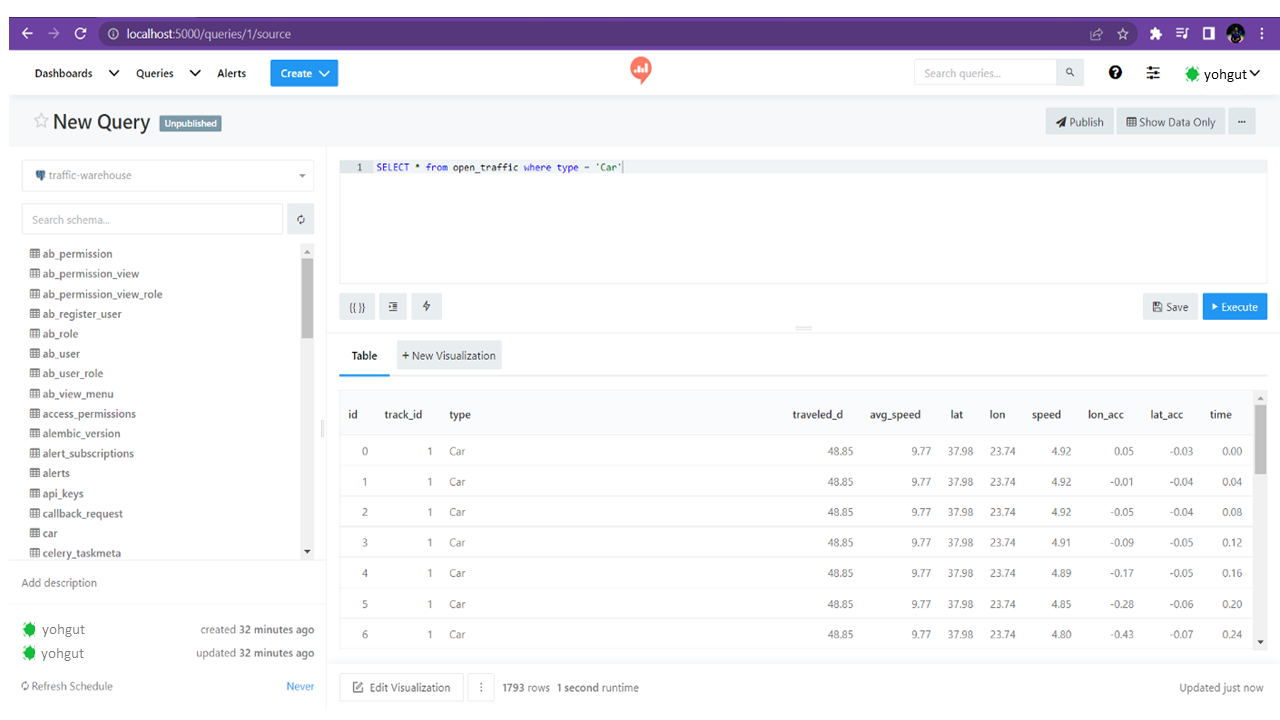 localhost:5000/queries/1/source
Dashboards Queries Alerts Create Search queries... yohgut
New Query Unpublished Publish Show Data Only ...
traffic-warehouse
Search schema...
ab_permission
ab_permission_view
ab_permission_view_role
ab_register_user
ab_role
ab_user
ab_user_role
ab_view_menu
access_permissions
alembic_version
alert_subscriptions
alerts
api_keys
callback_request
car
celery_taskmeta
Add description
yohgut created 32 minutes ago
yohgut updated 32 minutes ago
Refresh Schedule Never
1 SELECT * from open_traffic where type = 'Car'
{{ }} Save Execute
Table + New Visualization
id track_id type traveled_d avg_speed lat lon speed lon_acc lat_acc time
0 1 Car 48.85 9.77 37.98 23.74 4.92 0.05 -0.03 0.00
1 1 Car 48.85 9.77 37.98 23.74 4.92 -0.01 -0.04 0.04
2 1 Car 48.85 9.77 37.98 23.74 4.92 -0.05 -0.04 0.08
3 1 Car 48.85 9.77 37.98 23.74 4.91 -0.09 -0.05 0.12
4 1 Car 48.85 9.77 37.98 23.74 4.89 -0.17 -0.05 0.16
5 1 Car 48.85 9.77 37.98 23.74 4.85 -0.28 -0.06 0.20
6 1 Car 48.85 9.77 37.98 23.74 4.80 -0.43 -0.07 0.24
Edit Visualization 1793 rows 1 second runtime Updated just now